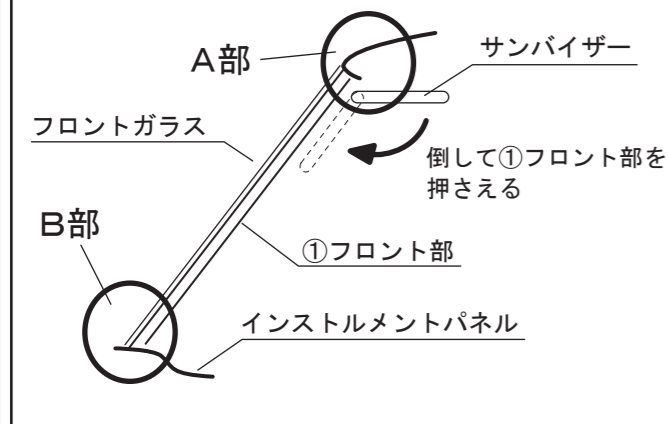 A部
サンバイザー
フロントガラス
倒して①フロント部を
押さえる
B部
①フロント部
インストルメントパネル